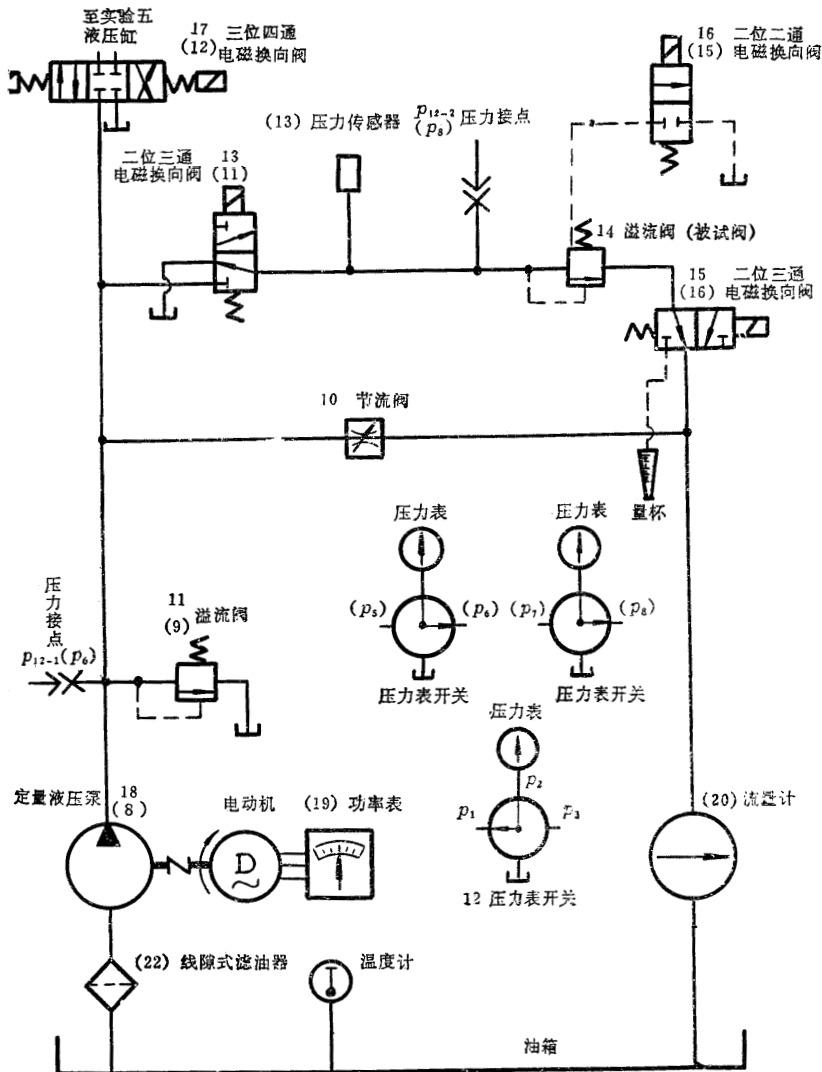 至实验五
液压缸
17 三位四通
(12) 电磁换向阀
16 二位二通
(15) 电磁换向阀
(13) 压力传感器
p12-2 压力接点
(p8)
二位三通 13
电磁换向阀 (11)
14 溢流阀 (被试阀)
15 二位三通
(16) 电磁换向阀
10 节流阀
量杯
压力表
压力表
(p5)
(p6)
(p7)
(p8)
压力表开关
压力表开关
压力接点
p12-1(p6)
11 溢流阀
(9)
压力表
p2
p1
p3
12 压力表开关
定量液压泵 18
(8)
电动机
D
~
(19) 功率表
(20) 流量计
(22) 线隙式滤油器
温度计
油箱